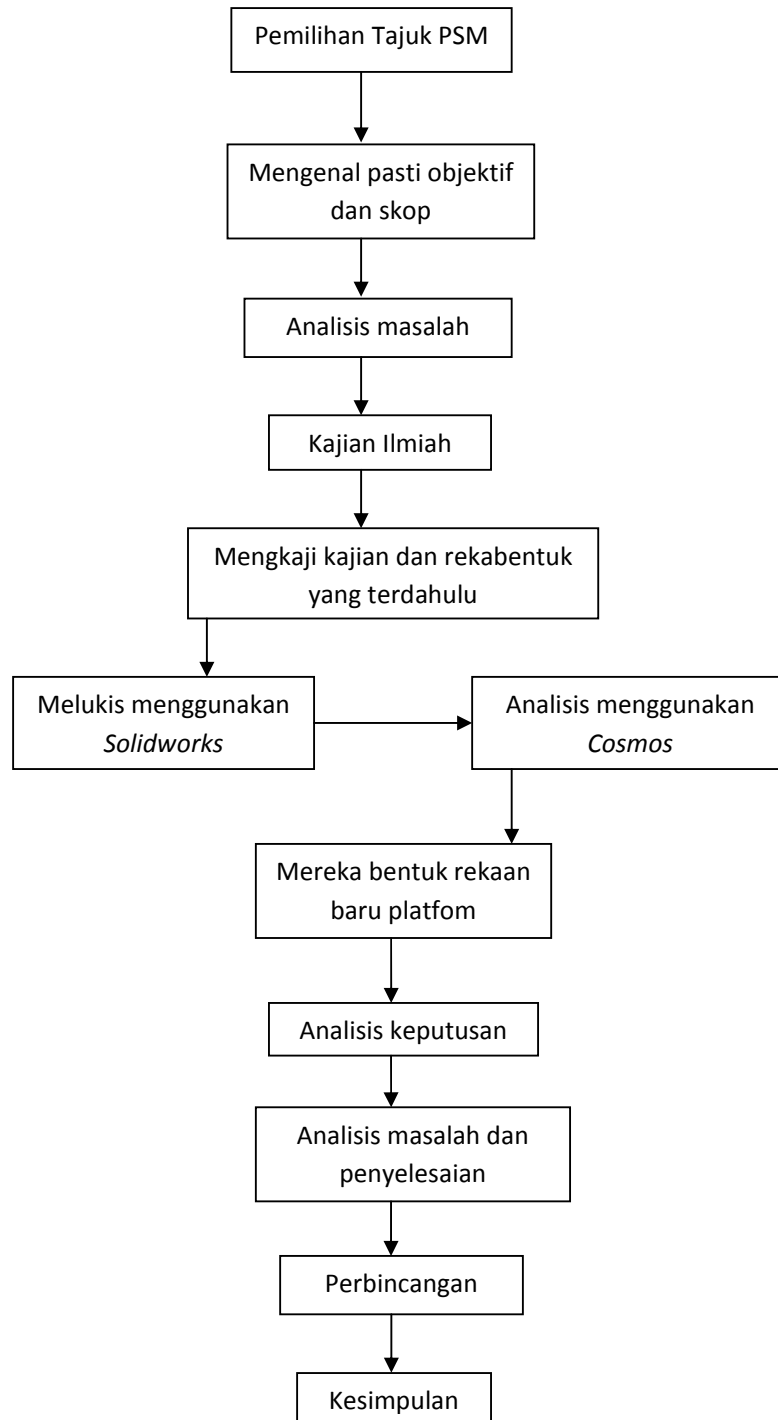 Pemilihan Tajuk PSM
Mengenal pasti objektif
dan skop
Analisis masalah
Kajian Ilmiah
Mengkaji kajian dan rekabentuk
yang terdahulu
Melukis menggunakan
Solidworks
Analisis menggunakan
Cosmos
Mereka bentuk rekaan
baru platfom
Analisis keputusan
Analisis masalah dan
penyelesaian
Perbincangan
Kesimpulan